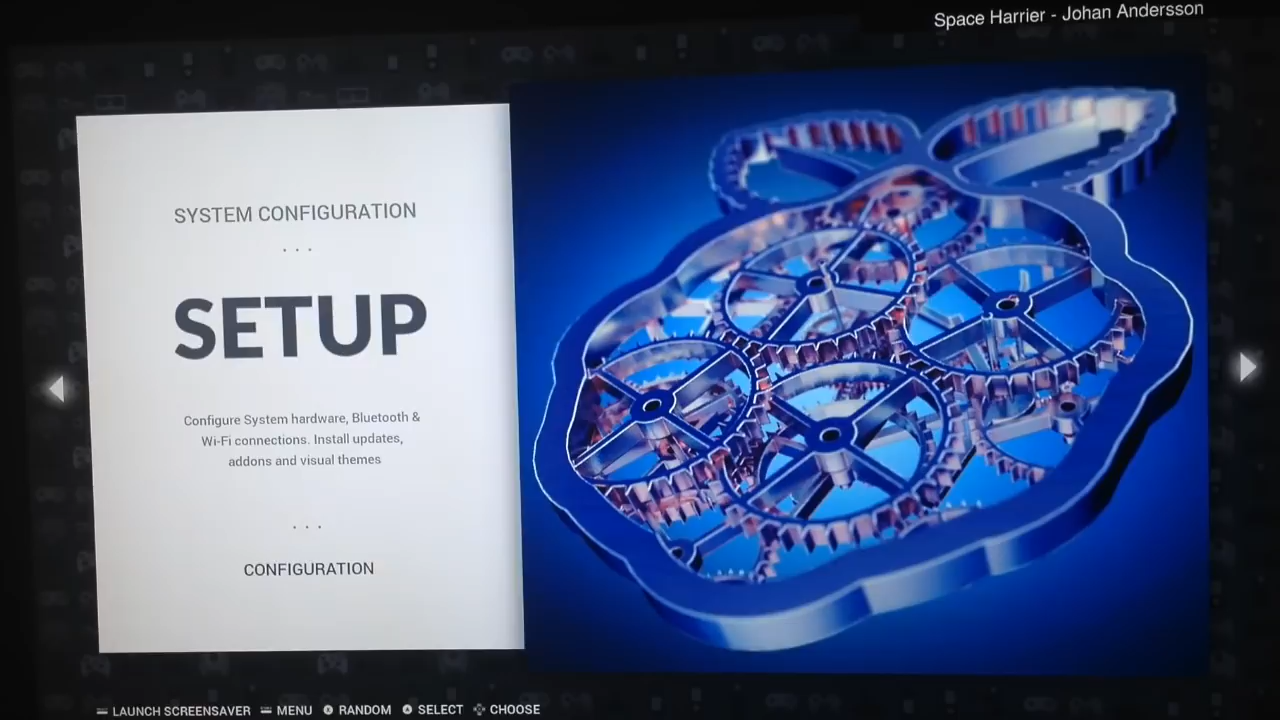 Space Harrier - Johan Andersson
SYSTEM CONFIGURATION
...
SETUP
Configure System hardware, Bluetooth &
Wi-Fi connections. Install updates,
addons and visual themes
...
CONFIGURATION
LAUNCH SCREENSAVER MENU RANDOM SELECT CHOOSE